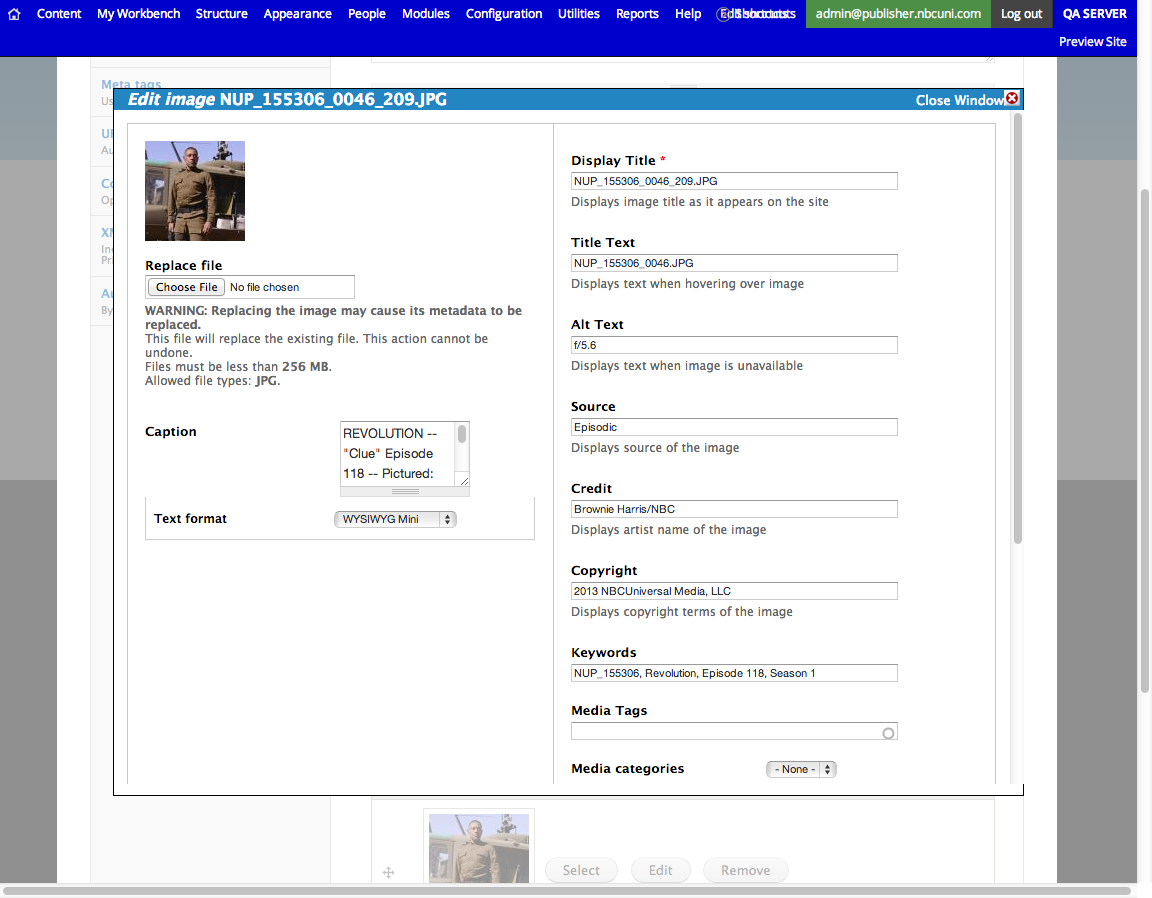 Content My Workbench Structure Appearance People Modules Configuration Utilities Reports Help Edit shortcuts admin@publisher.nbcuni.com Log out QA SERVER
Preview Site
Meta tags
Edit image NUP_155306_0046_209.JPG Close Window
Display Title *
NUP_155306_0046_209.JPG
Displays image title as it appears on the site
Title Text
NUP_155306_0046.JPG
Displays text when hovering over image
Replace file
Choose File No file chosen
WARNING: Replacing the image may cause its metadata to be
replaced.
This file will replace the existing file. This action cannot be
undone.
Files must be less than 256 MB.
Allowed file types: JPG.
Alt Text
f/5.6
Displays text when image is unavailable
Caption
REVOLUTION --
"Clue" Episode
118 -- Pictured:
Text format WYSIWYG Mini
Source
Episodic
Displays source of the image
Credit
Brownie Harris/NBC
Displays artist name of the image
Copyright
2013 NBCUniversal Media, LLC
Displays copyright terms of the image
Keywords
NUP_155306, Revolution, Episode 118, Season 1
Media Tags
Media categories - None -
Select Edit Remove